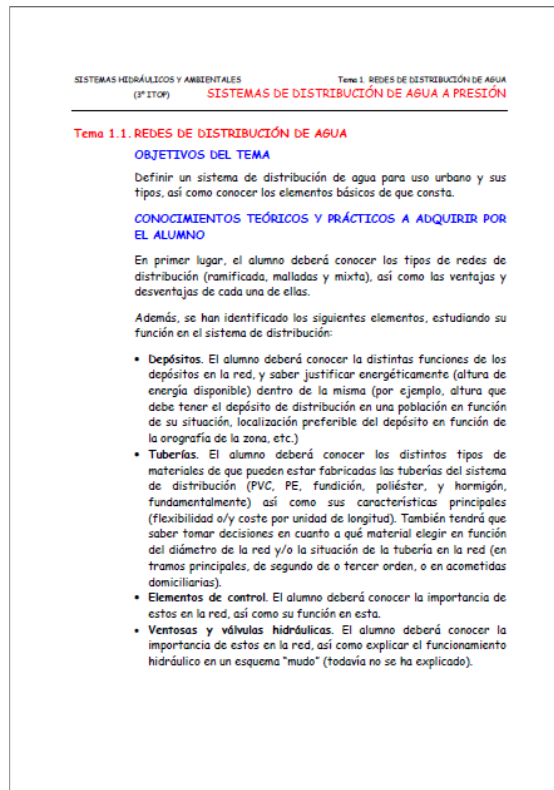 SISTEMAS HIDRÁULICOS Y AMBIENTALES Tema 1. REDES DE DISTRIBUCIÓN DE AGUA
(3º ITOP) SISTEMAS DE DISTRIBUCIÓN DE AGUA A PRESIÓN
Tema 1.1. REDES DE DISTRIBUCIÓN DE AGUA
OBJETIVOS DEL TEMA
Definir un sistema de distribución de agua para uso urbano y sus
tipos, así como conocer los elementos básicos de que consta.
CONOCIMIENTOS TEÓRICOS Y PRÁCTICOS A ADQUIRIR POR
EL ALUMNO
En primer lugar, el alumno deberá conocer los tipos de redes de
distribución (ramificada, malladas y mixta), así como las ventajas y
desventajas de cada una de ellas.
Además, se han identificado los siguientes elementos, estudiando su
función en el sistema de distribución:
• Depósitos. El alumno deberá conocer la distintas funciones de los
depósitos en la red, y saber justificar energéticamente (altura de
energía disponible) dentro de la misma (por ejemplo, altura que
debe tener el depósito de distribución en una población en función
de su situación, localización preferible del depósito en función de
la orografía de la zona, etc.)
• Tuberías. El alumno deberá conocer los distintos tipos de
materiales de que pueden estar fabricadas las tuberías del sistema
de distribución (PVC, PE, fundición, poliéster, y hormigón,
fundamentalmente) así como sus características principales
(flexibilidad o/y coste por unidad de longitud). También tendrá que
saber tomar decisiones en cuanto a qué material elegir en función
del diámetro de la red y/o la situación de la tubería en la red (en
tramos principales, de segundo de o tercer orden, o en acometidas
domiciliarias).
• Elementos de control. El alumno deberá conocer la importancia de
estos en la red, así como su función en esta.
• Ventosas y válvulas hidráulicas. El alumno deberá conocer la
importancia de estos en la red, así como explicar el funcionamiento
hidráulico en un esquema "mudo" (todavía no se ha explicado).